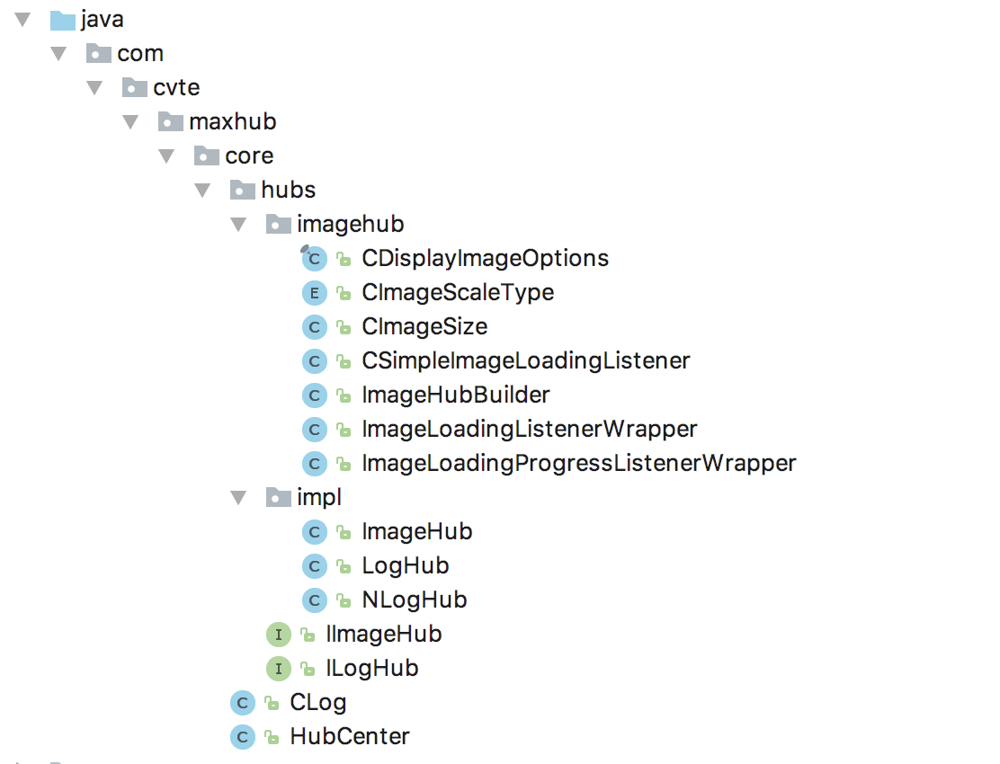 java
com
cvte
maxhub
core
hubs
imagehub
C CDisplayImageOptions
E CImageScaleType
C CImageSize
C CSimpleImageLoadingListener
C ImageHubBuilder
C ImageLoadingListenerWrapper
C ImageLoadingProgressListenerWrapper
impl
C ImageHub
C LogHub
C NLogHub
I IImageHub
I ILogHub
C CLog
C HubCenter